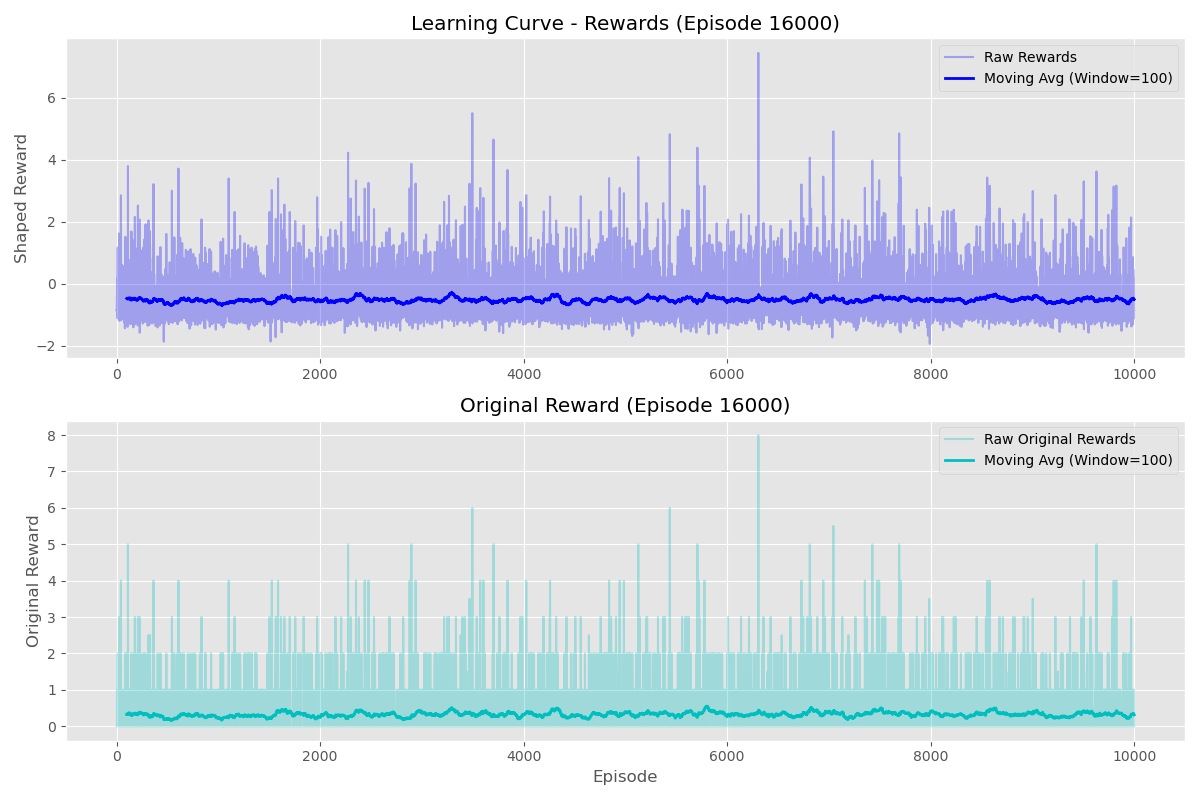 Learning Curve - Rewards (Episode 16000)
Shaped Reward
6
4
2
0
−2
Raw Rewards
Moving Avg (Window=100)
0 2000 4000 6000 8000 10000
Original Reward (Episode 16000)
Original Reward
8
7
6
5
4
3
2
1
0
Raw Original Rewards
Moving Avg (Window=100)
0 2000 4000 6000 8000 10000
Episode